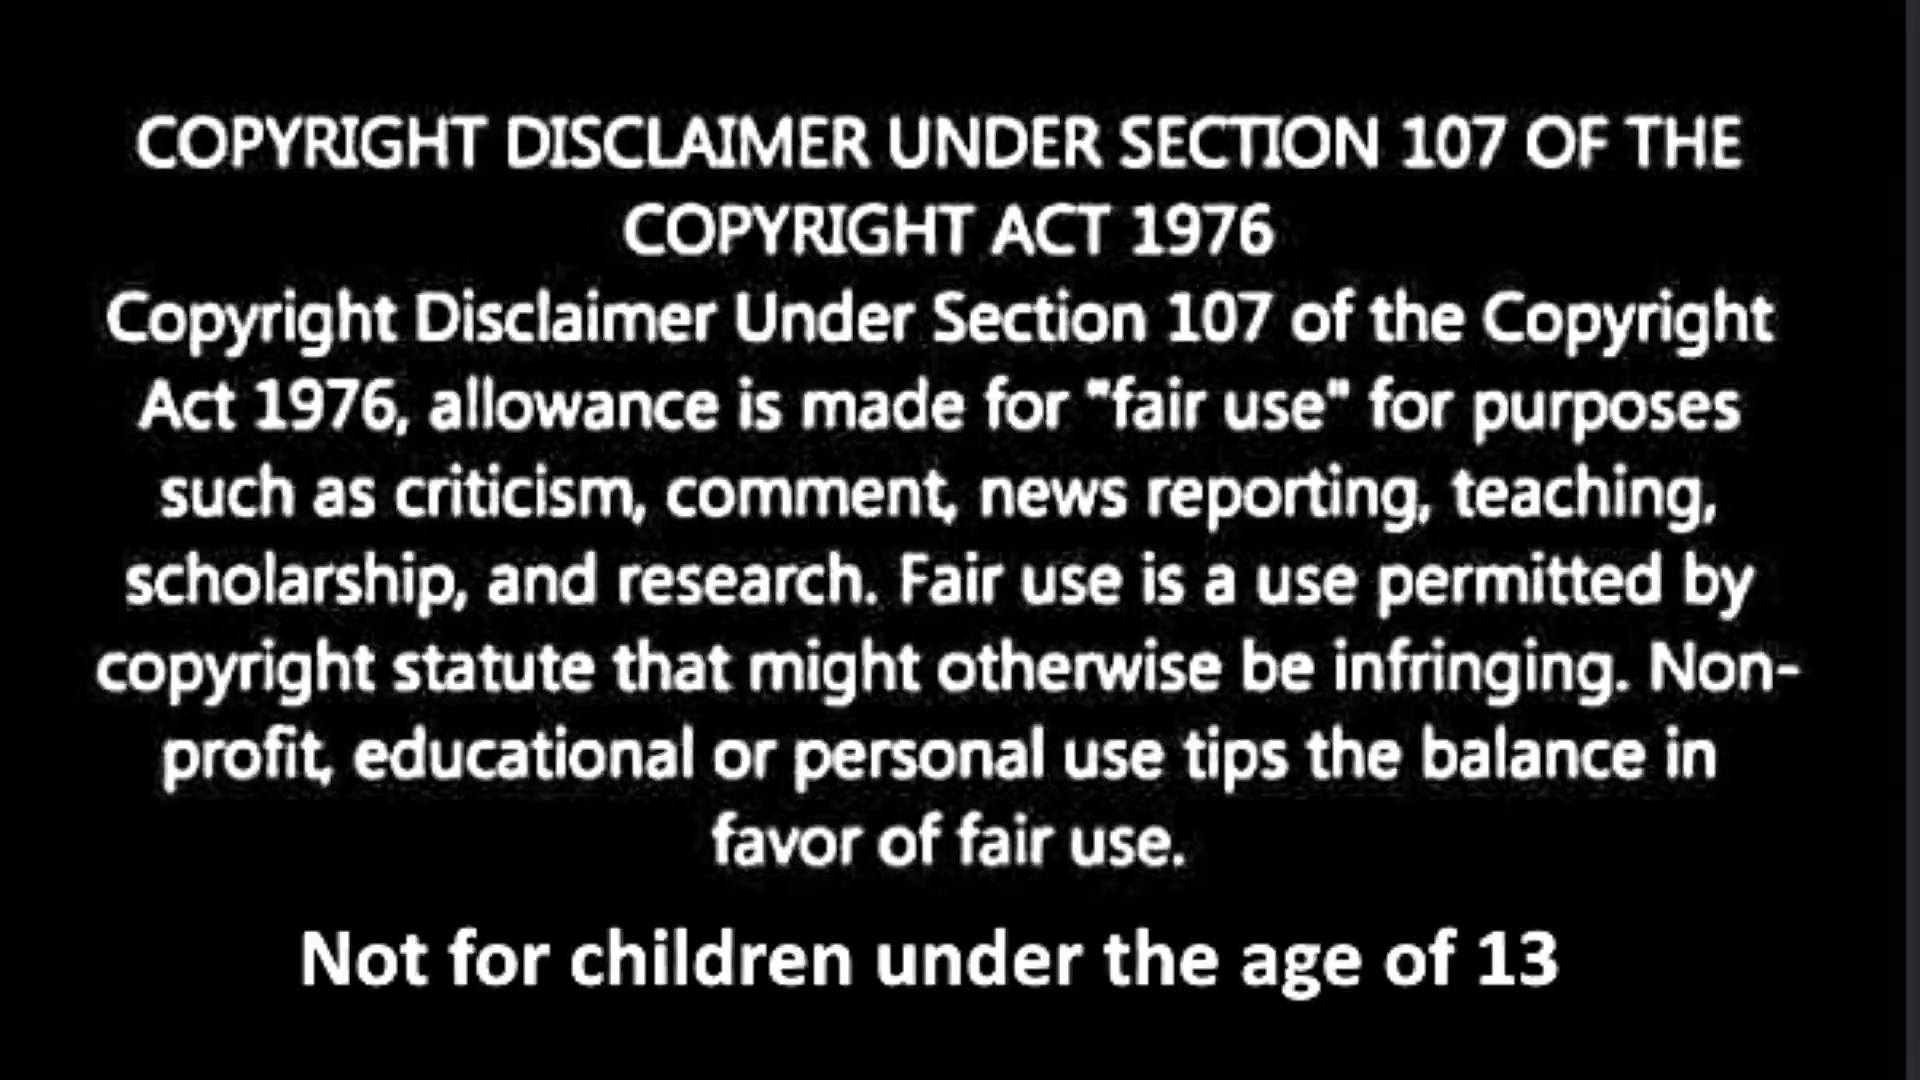 COPYRIGHT DISCLAIMER UNDER SECTION 107 OF THE
COPYRIGHT ACT 1976
Copyright Disclaimer Under Section 107 of the Copyright
Act 1976, allowance is made for "fair use" for purposes
such as criticism, comment, news reporting, teaching,
scholarship, and research. Fair use is a use permitted by
copyright statute that might otherwise be infringing. Non-
profit, educational or personal use tips the balance in
favor of fair use.
Not for children under the age of 13